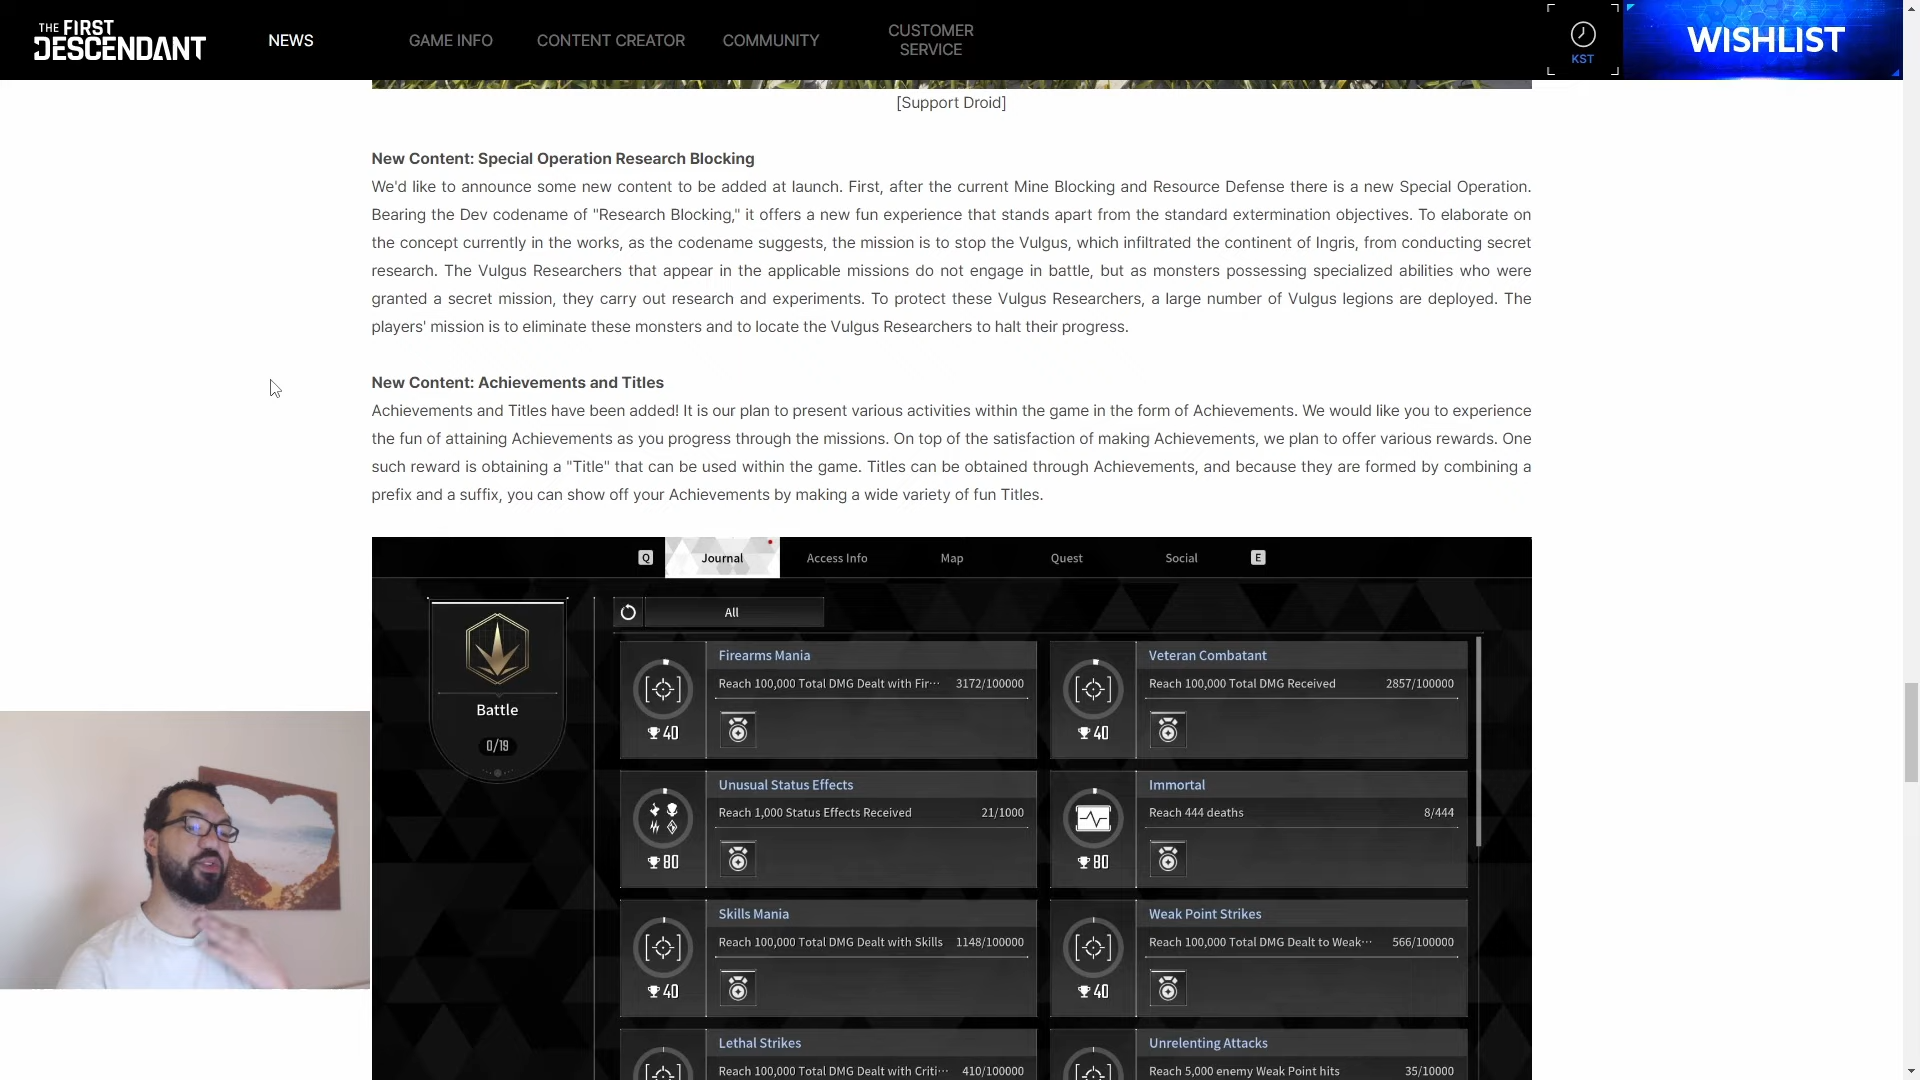 THE FIRST
DESCENDANT
NEWS
GAME INFO
CONTENT CREATOR
COMMUNITY
CUSTOMER
SERVICE
KST
WISHLIST
[Support Droid]
New Content: Special Operation Research Blocking
We'd like to announce some new content to be added at launch. First, after the current Mine Blocking and Resource Defense there is a new Special Operation.
Bearing the Dev codename of "Research Blocking," it offers a new fun experience that stands apart from the standard extermination objectives. To elaborate on
the concept currently in the works, as the codename suggests, the mission is to stop the Vulgus, which infiltrated the continent of Ingris, from conducting secret
research. The Vulgus Researchers that appear in the applicable missions do not engage in battle, but as monsters possessing specialized abilities who were
granted a secret mission, they carry out research and experiments. To protect these Vulgus Researchers, a large number of Vulgus legions are deployed. The
players' mission is to eliminate these monsters and to locate the Vulgus Researchers to halt their progress.
New Content: Achievements and Titles
Achievements and Titles have been added! It is our plan to present various activities within the game in the form of Achievements. We would like you to experience
the fun of attaining Achievements as you progress through the missions. On top of the satisfaction of making Achievements, we plan to offer various rewards. One
such reward is obtaining a "Title" that can be used within the game. Titles can be obtained through Achievements, and because they are formed by combining a
prefix and a suffix, you can show off your Achievements by making a wide variety of fun Titles.
Q
Journal
Access Info
Map
Quest
Social
E
Battle
0/19
All
Firearms Mania
Reach 100,000 Total DMG Dealt with Fir··· 3172/100000
40
Veteran Combatant
Reach 100,000 Total DMG Received 2857/100000
40
Unusual Status Effects
Reach 1,000 Status Effects Received 21/1000
80
Immortal
Reach 444 deaths 8/444
80
Skills Mania
Reach 100,000 Total DMG Dealt with Skills 1148/100000
40
Weak Point Strikes
Reach 100,000 Total DMG Dealt to Weak··· 566/100000
40
Lethal Strikes
Reach 100,000 Total DMG Dealt with Criti··· 410/100000
Unrelenting Attacks
Reach 5,000 enemy Weak Point hits 35/10000